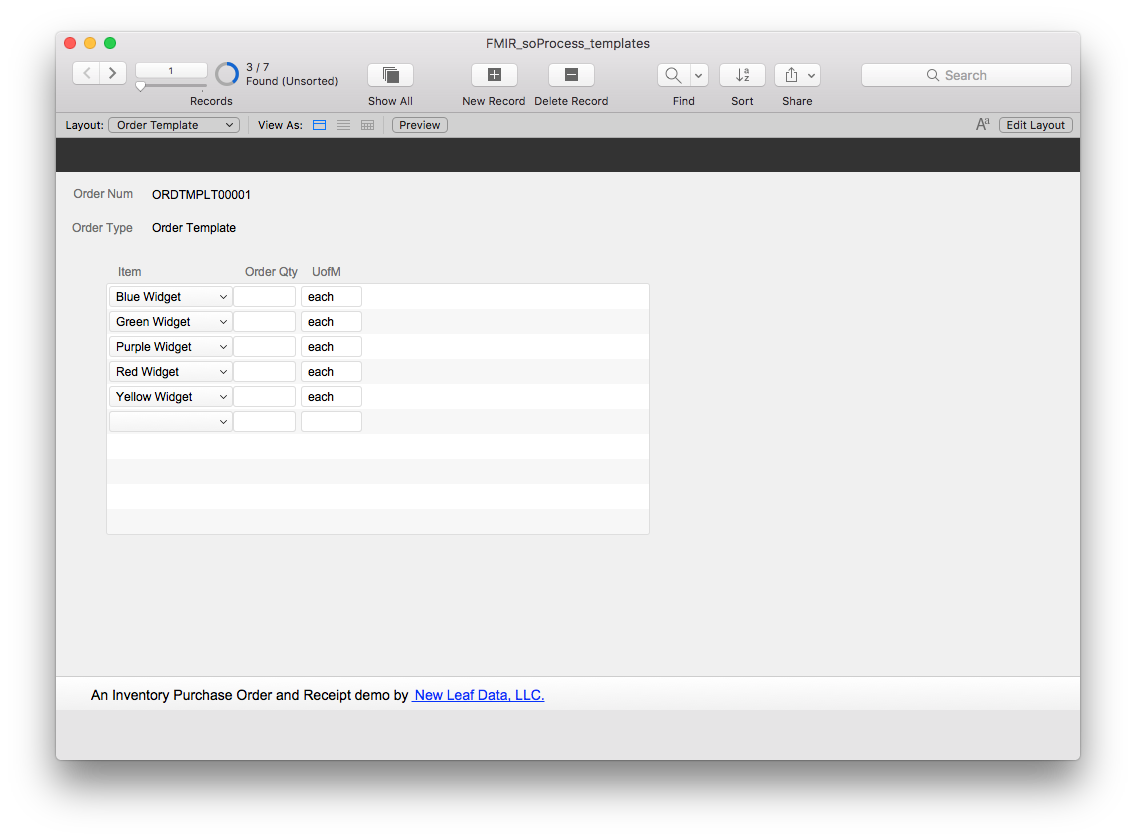 FMIR_soProcess_templates
1
3 / 7
Found (Unsorted)
Records
Show All
New Record
Delete Record
Find
Sort
Share
Search
Layout: Order Template
View As:
Preview
Aa
Edit Layout
Order Num ORDTMPLT00001
Order Type Order Template
Item Order Qty UofM
Blue Widget each
Green Widget each
Purple Widget each
Red Widget each
Yellow Widget each
An Inventory Purchase Order and Receipt demo by New Leaf Data, LLC.